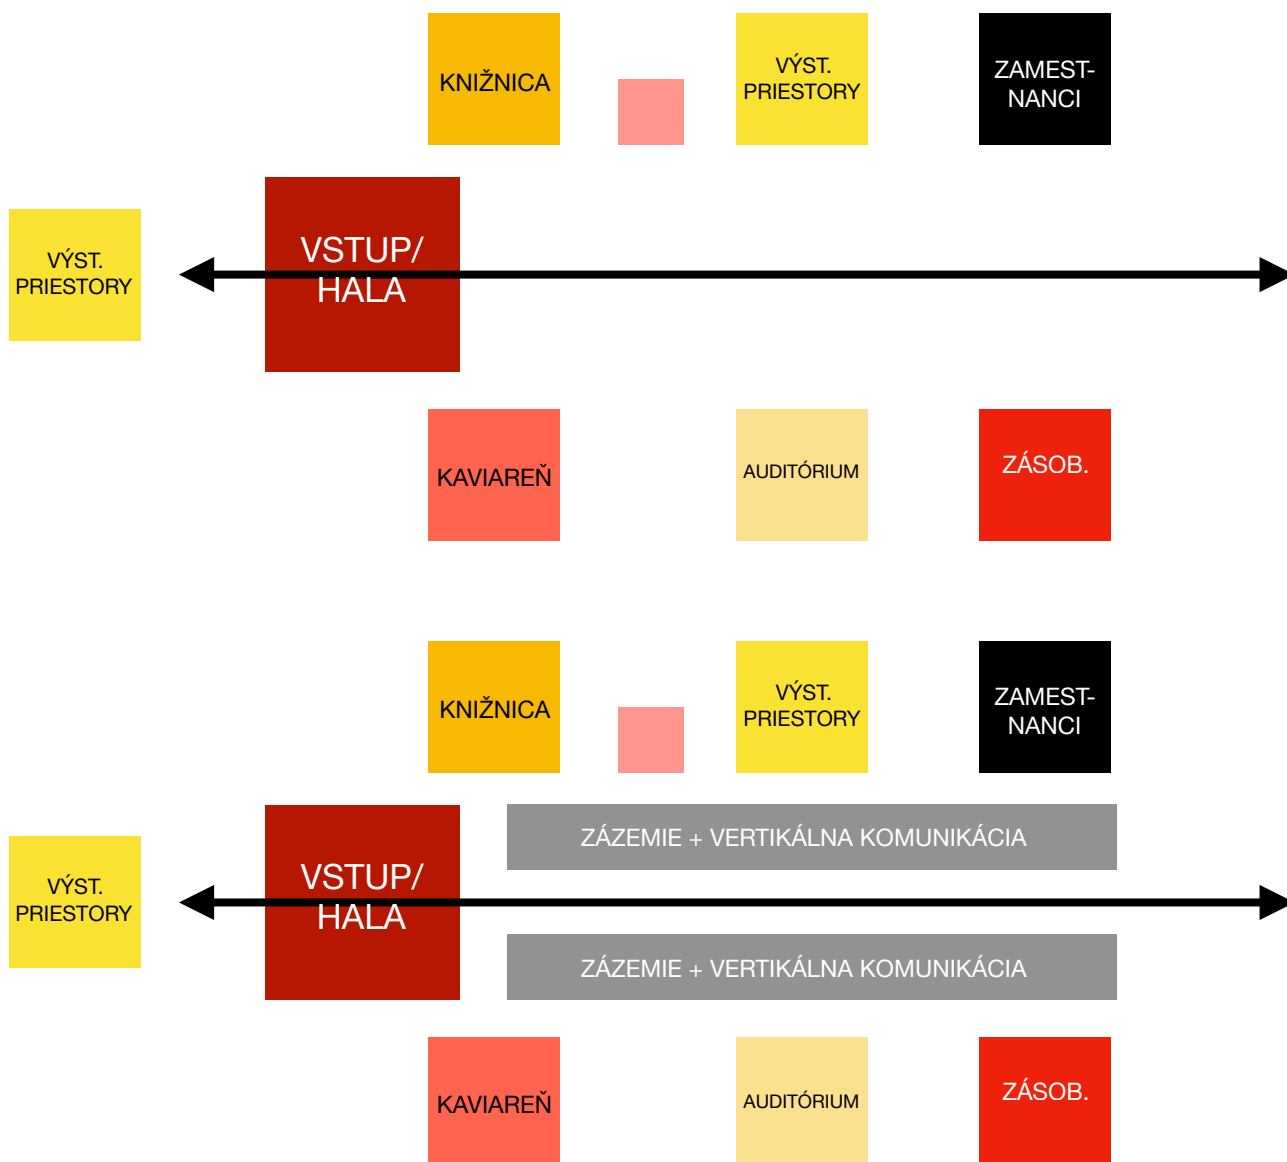 KNIŽNICA
VÝST.
PRIESTORY
ZAMEST-
NANCI
VÝST.
PRIESTORY
VSTUP/
HALA
KAVIAREŇ
AUDITÓRIUM
ZÁSOB.
KNIŽNICA
VÝST.
PRIESTORY
ZAMEST-
NANCI
ZÁZEMIE + VERTIKÁLNA KOMUNIKÁCIA
VÝST.
PRIESTORY
VSTUP/
HALA
ZÁZEMIE + VERTIKÁLNA KOMUNIKÁCIA
KAVIAREŇ
AUDITÓRIUM
ZÁSOB.